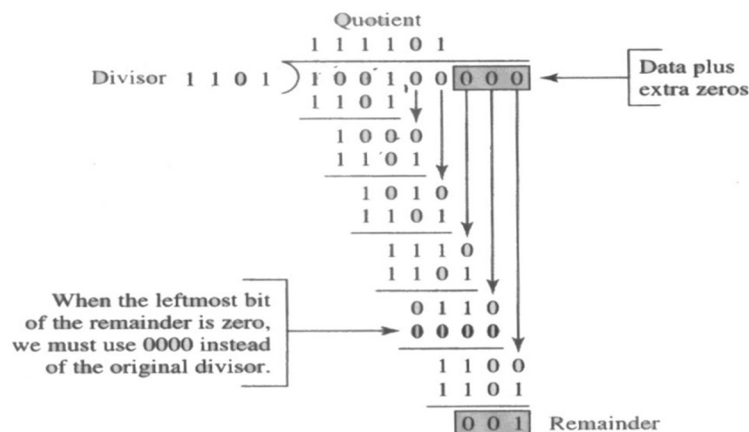 Quotient
1 1 1 1 0 1
Divisor 1 1 0 1 1 0 0 1 0 0 0 0 0
Data plus
extra zeros
1 1 0 1
1 0 0 0
1 1 0 1
1 0 1 0
1 1 0 1
1 1 1 0
1 1 0 1
When the leftmost bit
of the remainder is zero,
we must use 0000 instead
of the original divisor.
0 1 1 0
0 0 0 0
1 1 0 0
1 1 0 1
0 0 1 Remainder